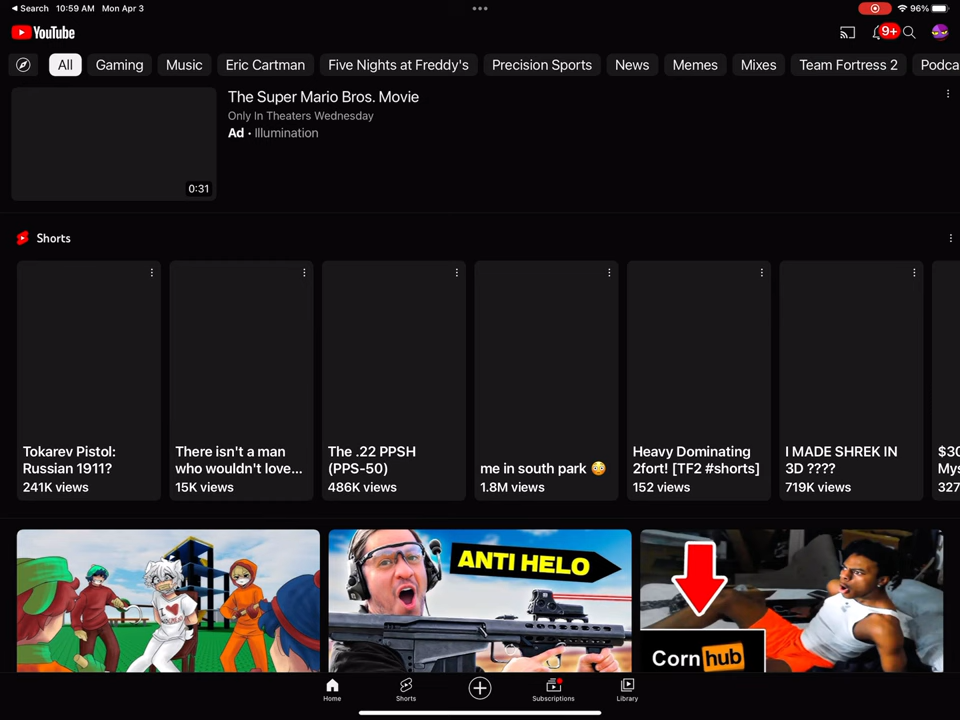 ◀ Search 10:59 AM Mon Apr 3
96%
YouTube
9+
All Gaming Music Eric Cartman Five Nights at Freddy's Precision Sports News Memes Mixes Team Fortress 2 Podca
The Super Mario Bros. Movie
Only In Theaters Wednesday
Ad · Illumination
0:31
Shorts
Tokarev Pistol:
Russian 1911?
241K views
There isn't a man
who wouldn't love...
15K views
The .22 PPSH
(PPS-50)
486K views
me in south park 😳
1.8M views
Heavy Dominating
2fort! [TF2 #shorts]
152 views
I MADE SHREK IN
3D ????
719K views
$30
Mys
327
I ❤
ANTI HELO
Corn hub
Home Shorts Subscriptions Library